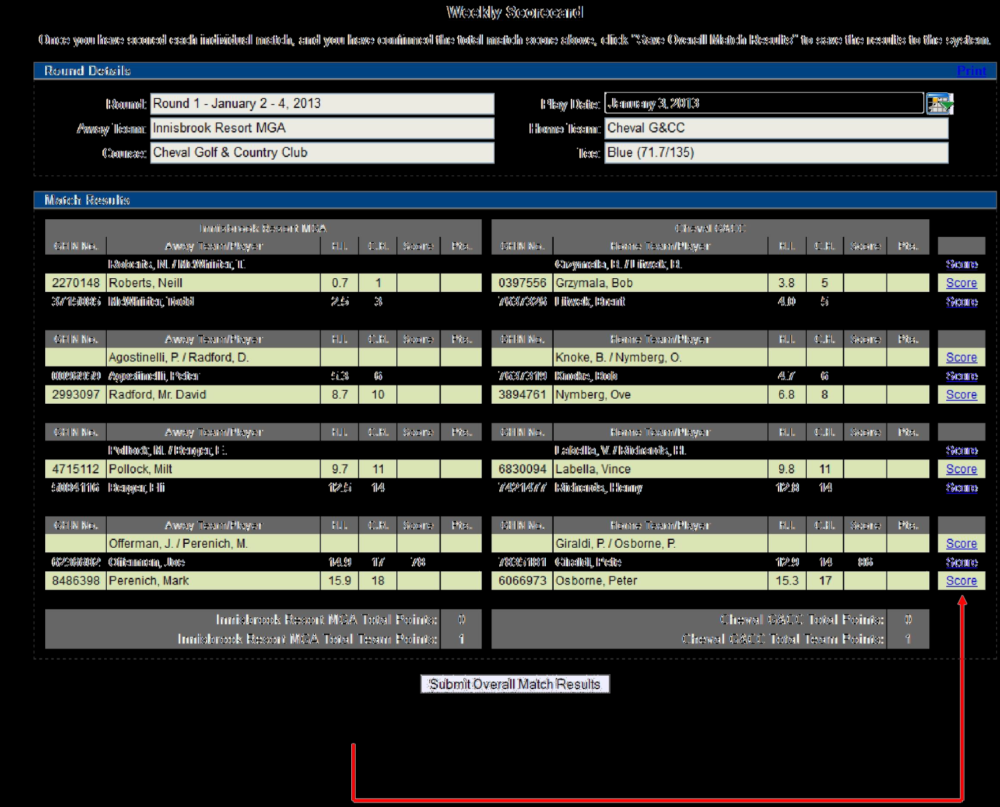 Weekly Scorecard
Once you have scored each individual match, and you have confirmed the total match score above, click "Save Overall Match Results" to save the results to the system.
Round Details Print
Round: Round 1 - January 2 - 4, 2013 Play Date: January 3, 2013
Away Team: Innisbrook Resort MGA Home Team: Cheval G&CC
Course: Cheval Golf & Country Club Tee: Blue (71.7/135)
Match Results
Innisbrook Resort MGA Cheval G&CC
GHIN No. Away Team/Player H.I. C.H. Score Pts. GHIN No. Home Team/Player H.I. C.H. Score Pts.
Roberts, N. / McWhirter, T. Grzymala, B. / Litwak, B. Score
2270148 Roberts, Neill 0.7 1 0397556 Grzymala, Bob 3.8 5 Score
McWhirter, Todd 2.5 3 7637326 Litwak, Brent 4.0 5 Score
GHIN No. Away Team/Player H.I. C.H. Score Pts. GHIN No. Home Team/Player H.I. C.H. Score Pts.
Agostinelli, P. / Radford, D. Knoke, B. / Nymberg, O. Score
Agostinelli, Peter 5.3 6 7637319 Knoke, Bob 4.7 6 Score
2993097 Radford, Mr. David 8.7 10 3894761 Nymberg, Ove 6.8 8 Score
GHIN No. Away Team/Player H.I. C.H. Score Pts. GHIN No. Home Team/Player H.I. C.H. Score Pts.
Pollock, M. / Berger, E. Labella, V. / Richards, H. Score
4715112 Pollock, Milt 9.7 11 6830094 Labella, Vince 9.8 11 Score
5084116 Berger, Eli 12.5 14 7421477 Richards, Henny 12.8 14 Score
GHIN No. Away Team/Player H.I. C.H. Score Pts. GHIN No. Home Team/Player H.I. C.H. Score Pts.
Offerman, J. / Perenich, M. Giraldi, P. / Osborne, P. Score
Offerman, Joe 14.9 17 78 Giraldi, Pete 12.9 14 86 Score
8486398 Perenich, Mark 15.9 18 6066973 Osborne, Peter 15.3 17 Score
Innisbrook Resort MGA Total Points: 0 Cheval G&CC Total Points: 0
Innisbrook Resort MGA Total Team Points: 1 Cheval G&CC Total Team Points: 1
Submit Overall Match Results